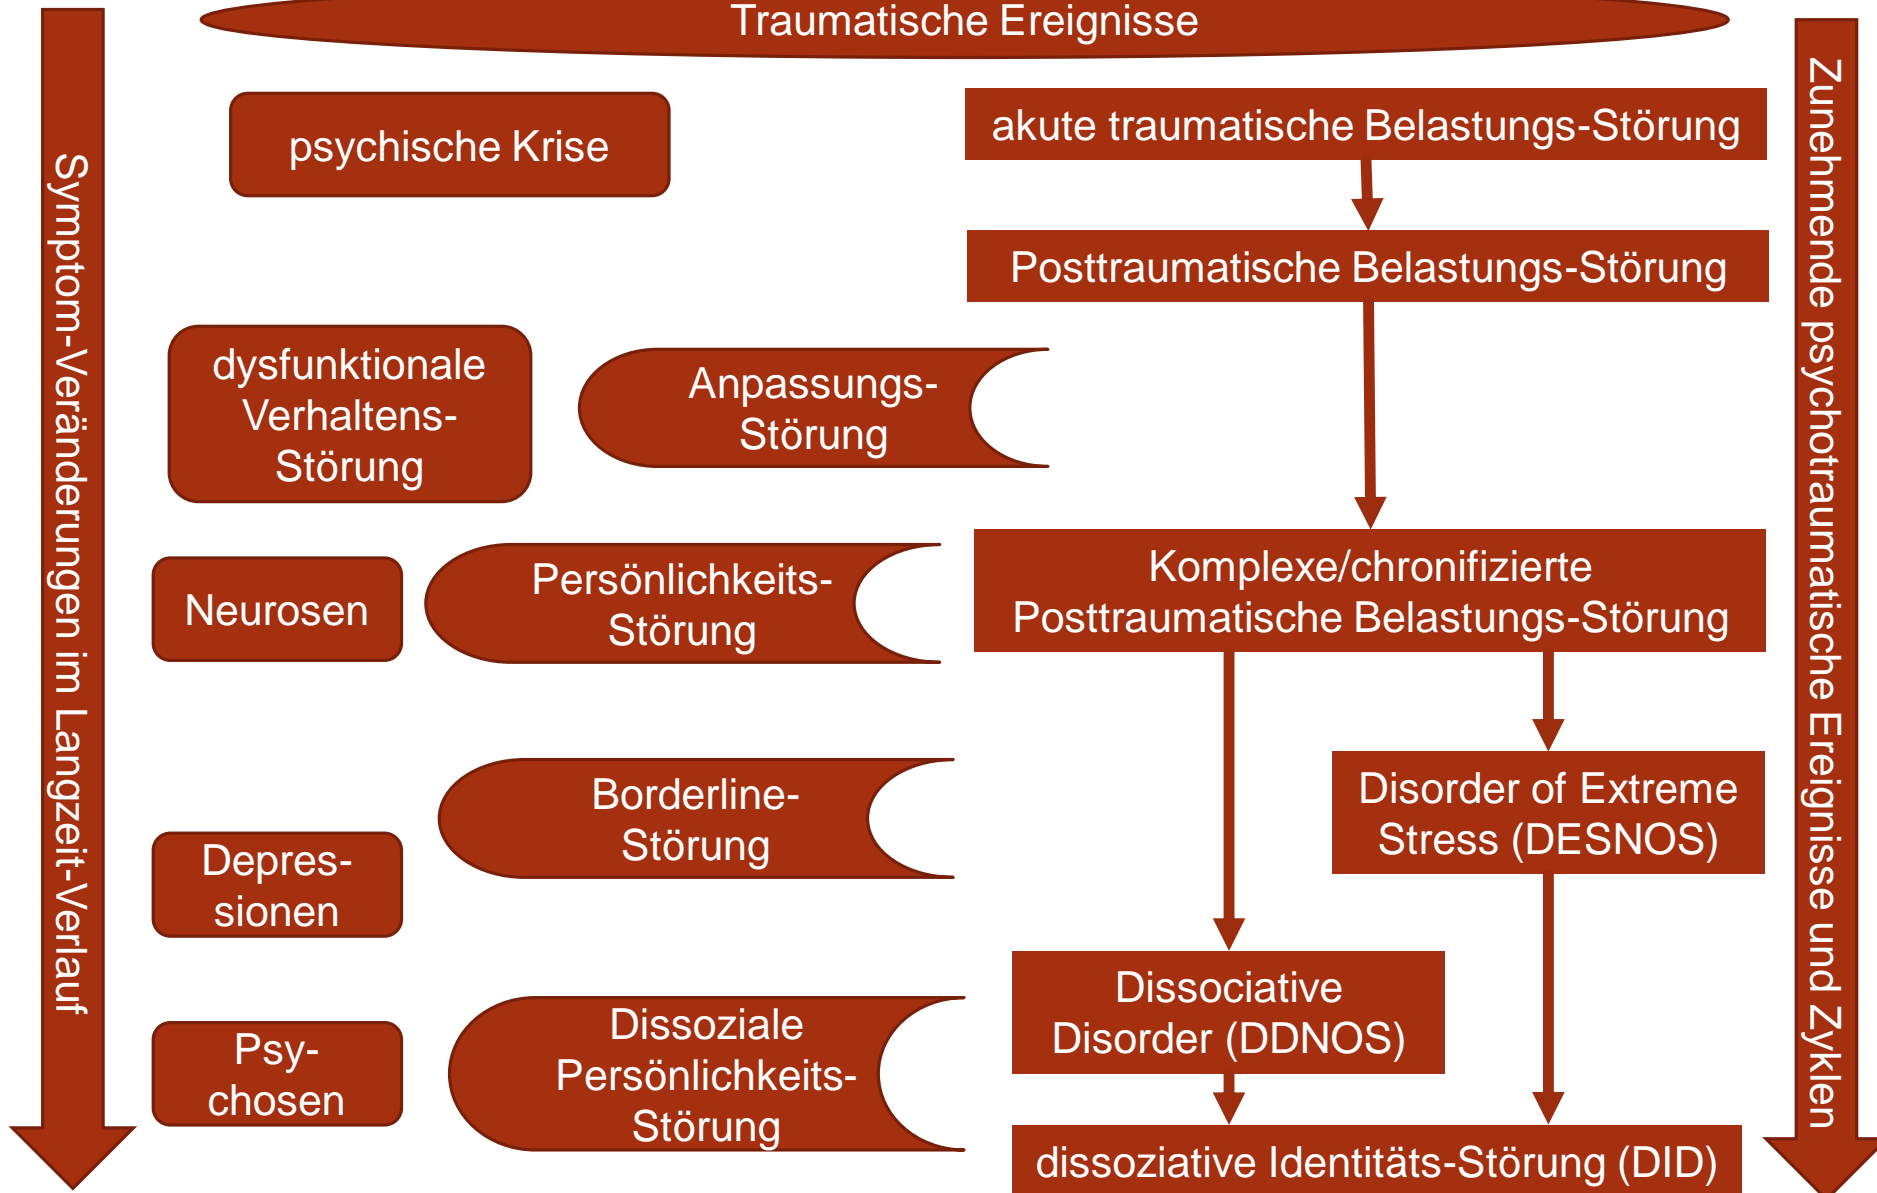 Traumatische Ereignisse
psychische Krise
akute traumatische Belastungs-Störung
Posttraumatische Belastungs-Störung
dysfunktionale
Verhaltens-
Störung
Anpassungs-
Störung
Neurosen
Persönlichkeits-
Störung
Komplexe/chronifizierte
Posttraumatische Belastungs-Störung
Borderline-
Störung
Disorder of Extreme
Stress (DESNOS)
Depres-
sionen
Dissociative
Disorder (DDNOS)
Psy-
chosen
Dissoziale
Persönlichkeits-
Störung
dissoziative Identitäts-Störung (DID)
Symptom-Veränderungen im Langzeit-Verlauf
Zunehmende psychotraumatische Ereignisse und Zyklen